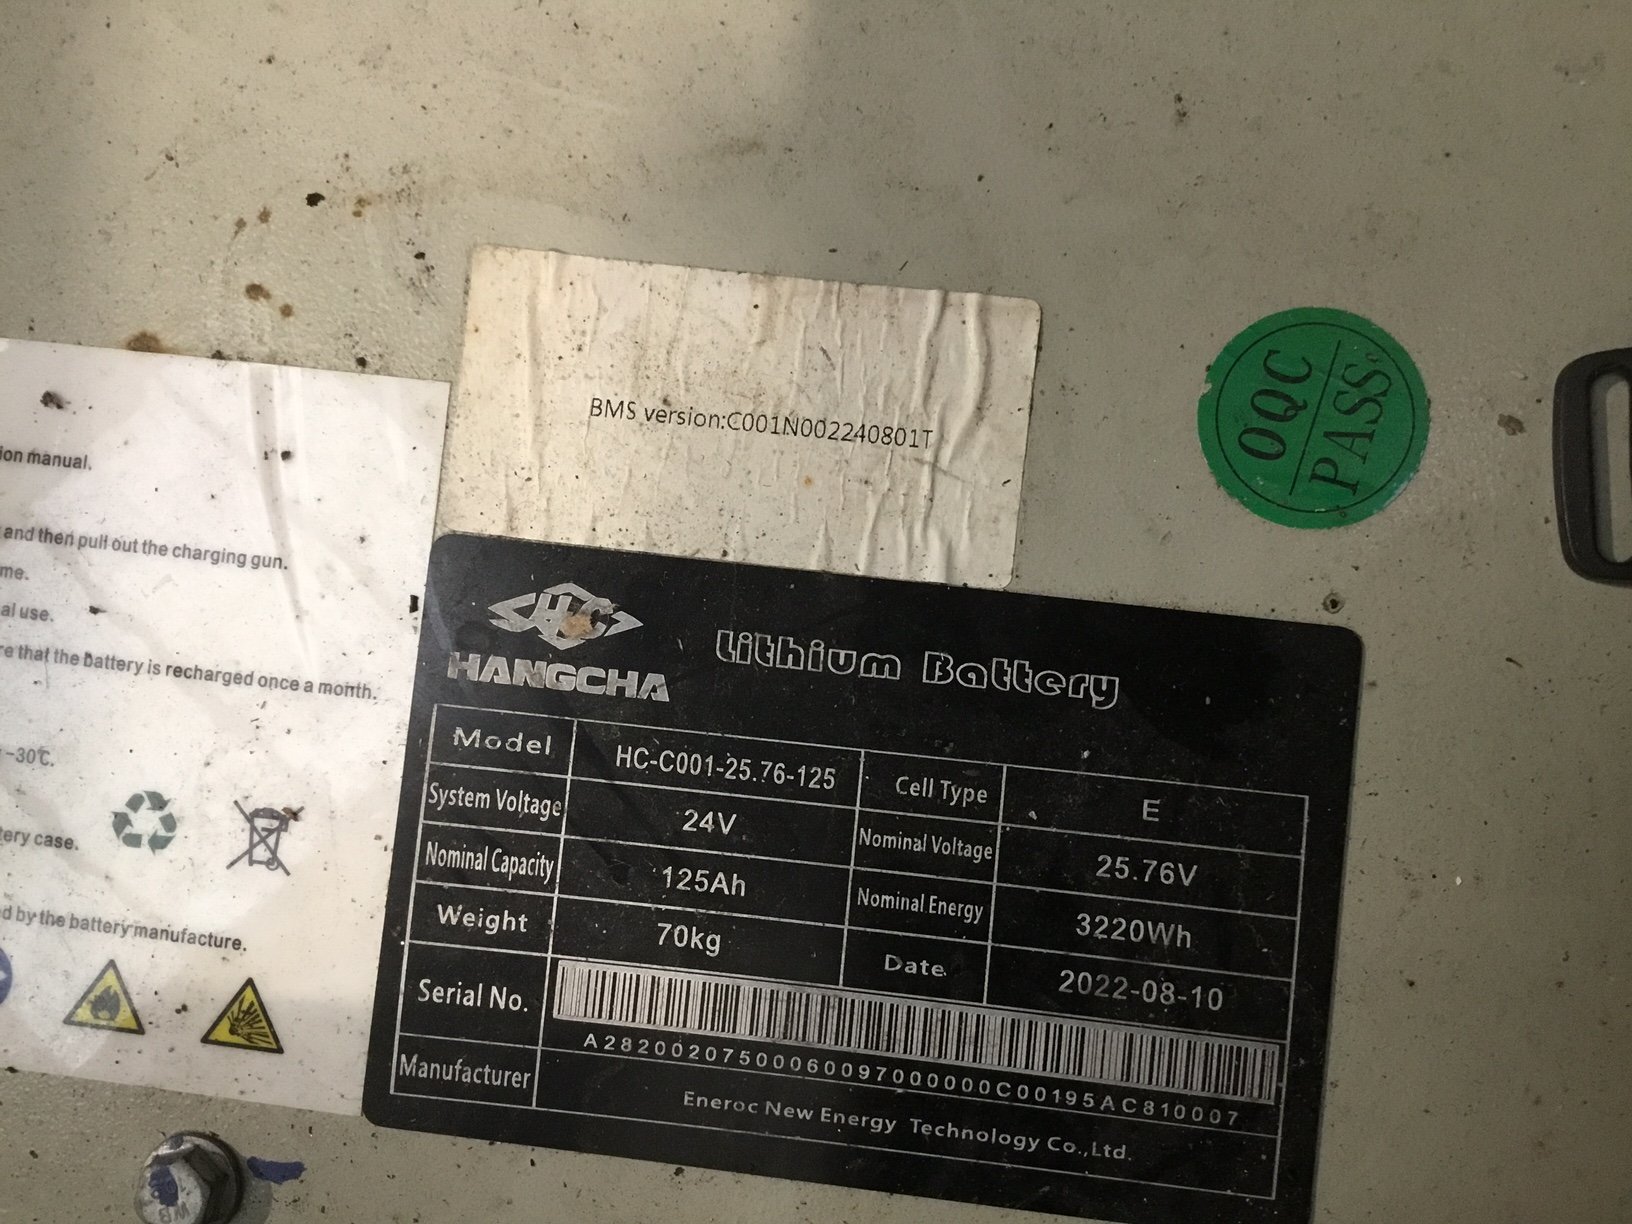 ion manual.
and then pull out the charging gun.
me.
al use.
re that the battery is recharged once a month.
-30℃.
ery case.
d by the battery manufacture.
BMS version:C001N002240801T
OQC
PASS
HC
HANGCHA
Lithium Battery
Model HC-C001-25.76-125 Cell Type E
System Voltage 24V Nominal Voltage 25.76V
Nominal Capacity 125Ah Nominal Energy 3220Wh
Weight 70kg Date 2022-08-10
Serial No.
A28200207500060097000000C00195AC810007
Manufacturer Eneroc New Energy Technology Co.,Ltd.